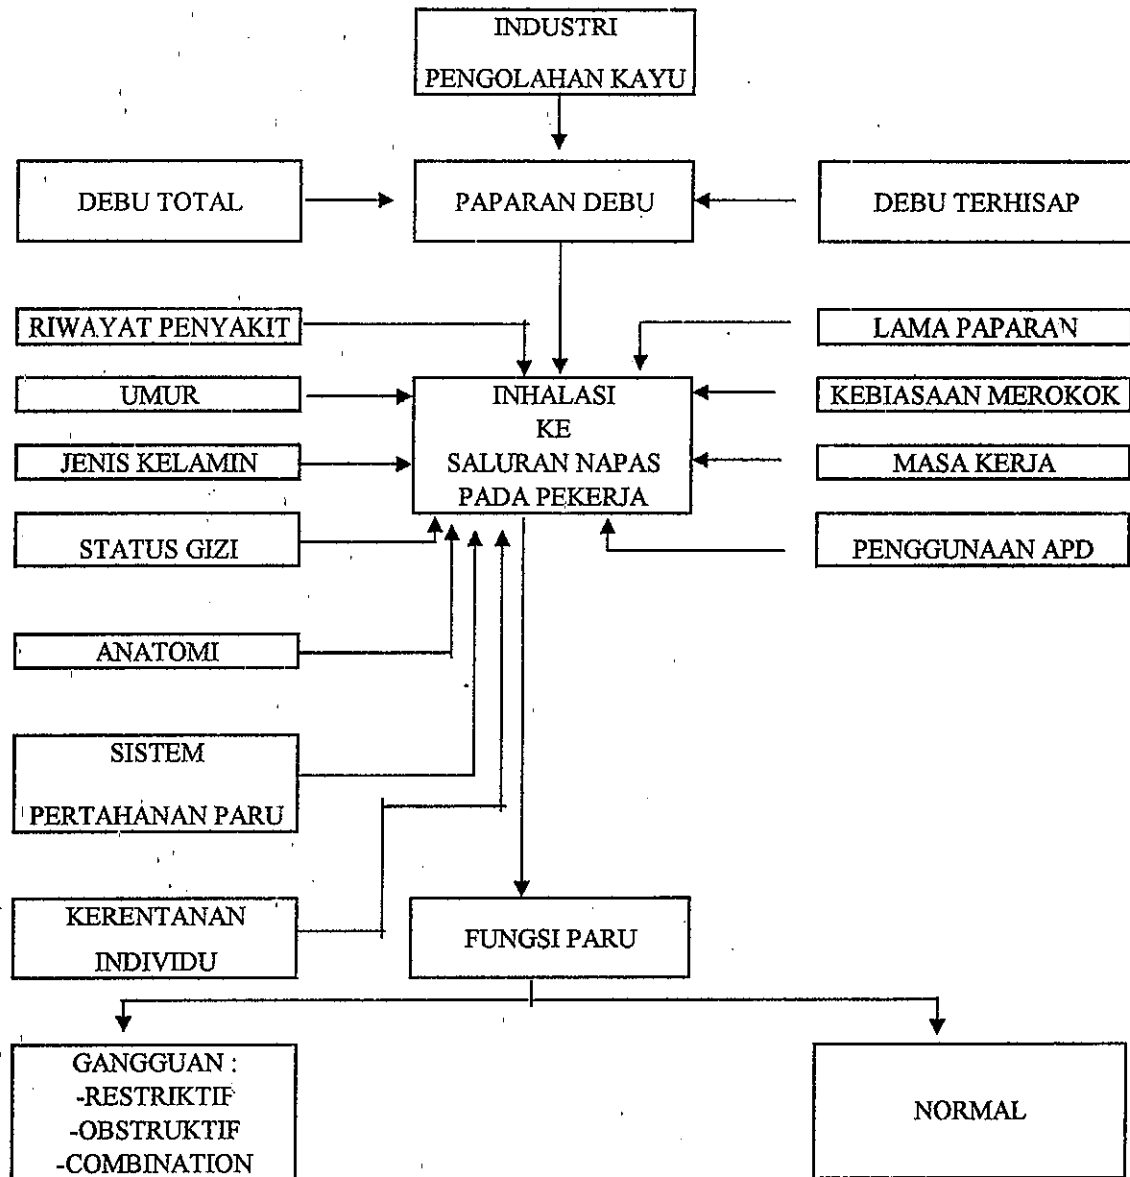 INDUSTRI
PENGOLAHAN KAYU
DEBU TOTAL
PAPARAN DEBU
DEBU TERHISAP
RIWAYAT PENYAKIT
LAMA PAPARAN
UMUR
INHALASI
KE
SALURAN NAPAS
PADA PEKERJA
KEBIASAAN MEROKOK
JENIS KELAMIN
MASA KERJA
STATUS GIZI
PENGGUNAAN APD
ANATOMI
SISTEM
PERTAHANAN PARU
KERENTANAN
INDIVIDU
FUNGSI PARU
GANGGUAN :
-RESTRIKTIF
-OBSTRUKTIF
-COMBINATION
NORMAL